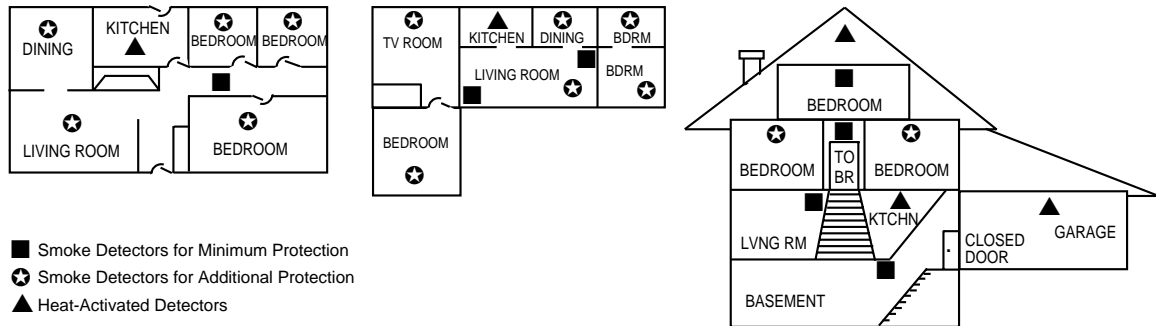 DINING
KITCHEN
BEDROOM
BEDROOM
LIVING ROOM
BEDROOM
TV ROOM
KITCHEN
DINING
BDRM
LIVING ROOM
BDRM
BEDROOM
BEDROOM
BEDROOM
TO
BR
BEDROOM
LVNG RM
KTCHN
CLOSED
DOOR
GARAGE
BASEMENT
Smoke Detectors for Minimum Protection
Smoke Detectors for Additional Protection
Heat-Activated Detectors